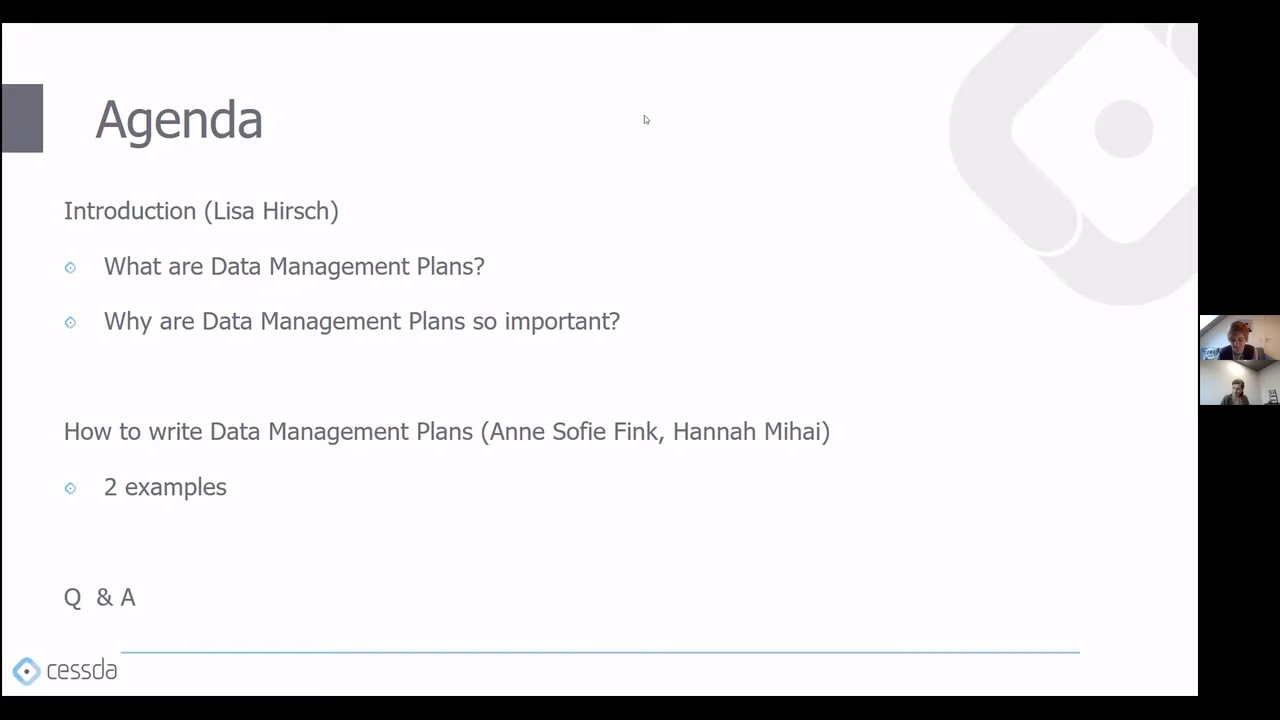 Agenda
Introduction (Lisa Hirsch)
What are Data Management Plans?
Why are Data Management Plans so important?
How to write Data Management Plans (Anne Sofie Fink, Hannah Mihai)
2 examples
Q & A
cessda